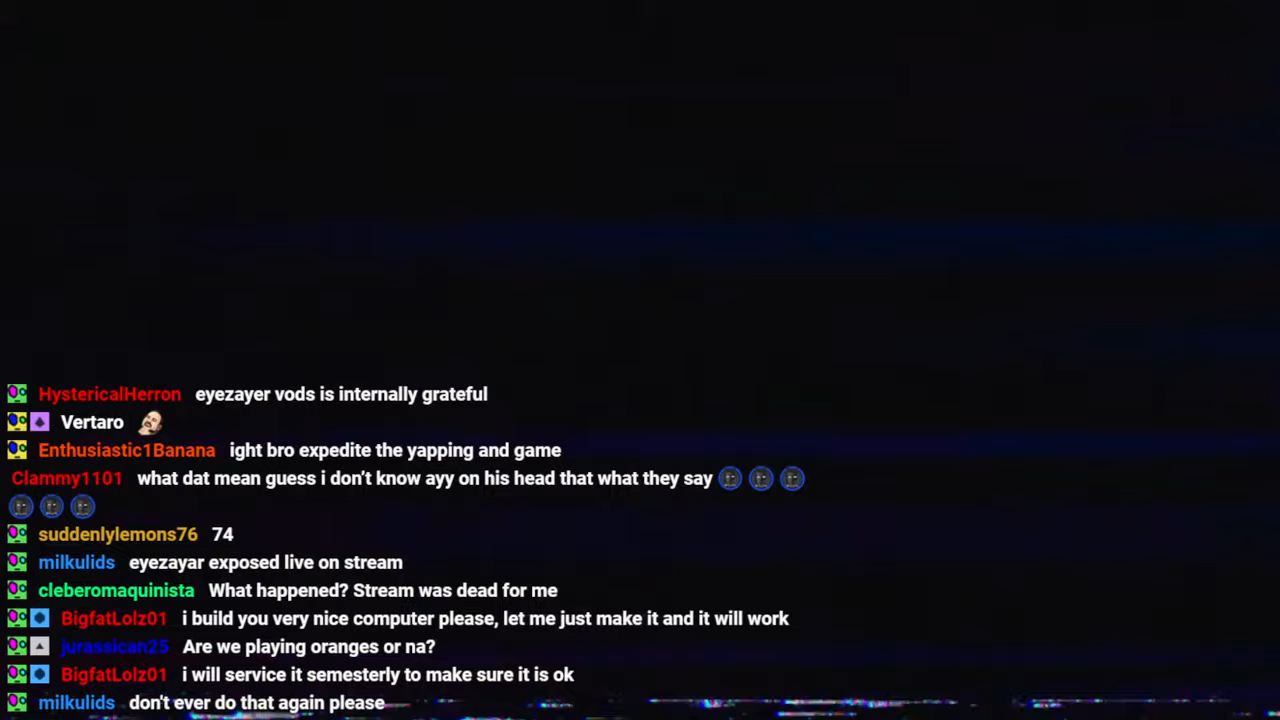 HystericalHerron eyezayer vods is internally grateful
Vertaro
Enthusiastic1Banana ight bro expedite the yapping and game
Clammy1101 what dat mean guess i don’t know ayy on his head that what they say
suddenlylemons76 74
milkulids eyezayar exposed live on stream
cleberomaquinista What happened? Stream was dead for me
BigfatLolz01 i build you very nice computer please, let me just make it and it will work
jurassican25 Are we playing oranges or na?
BigfatLolz01 i will service it semesterly to make sure it is ok
milkulids don't ever do that again please